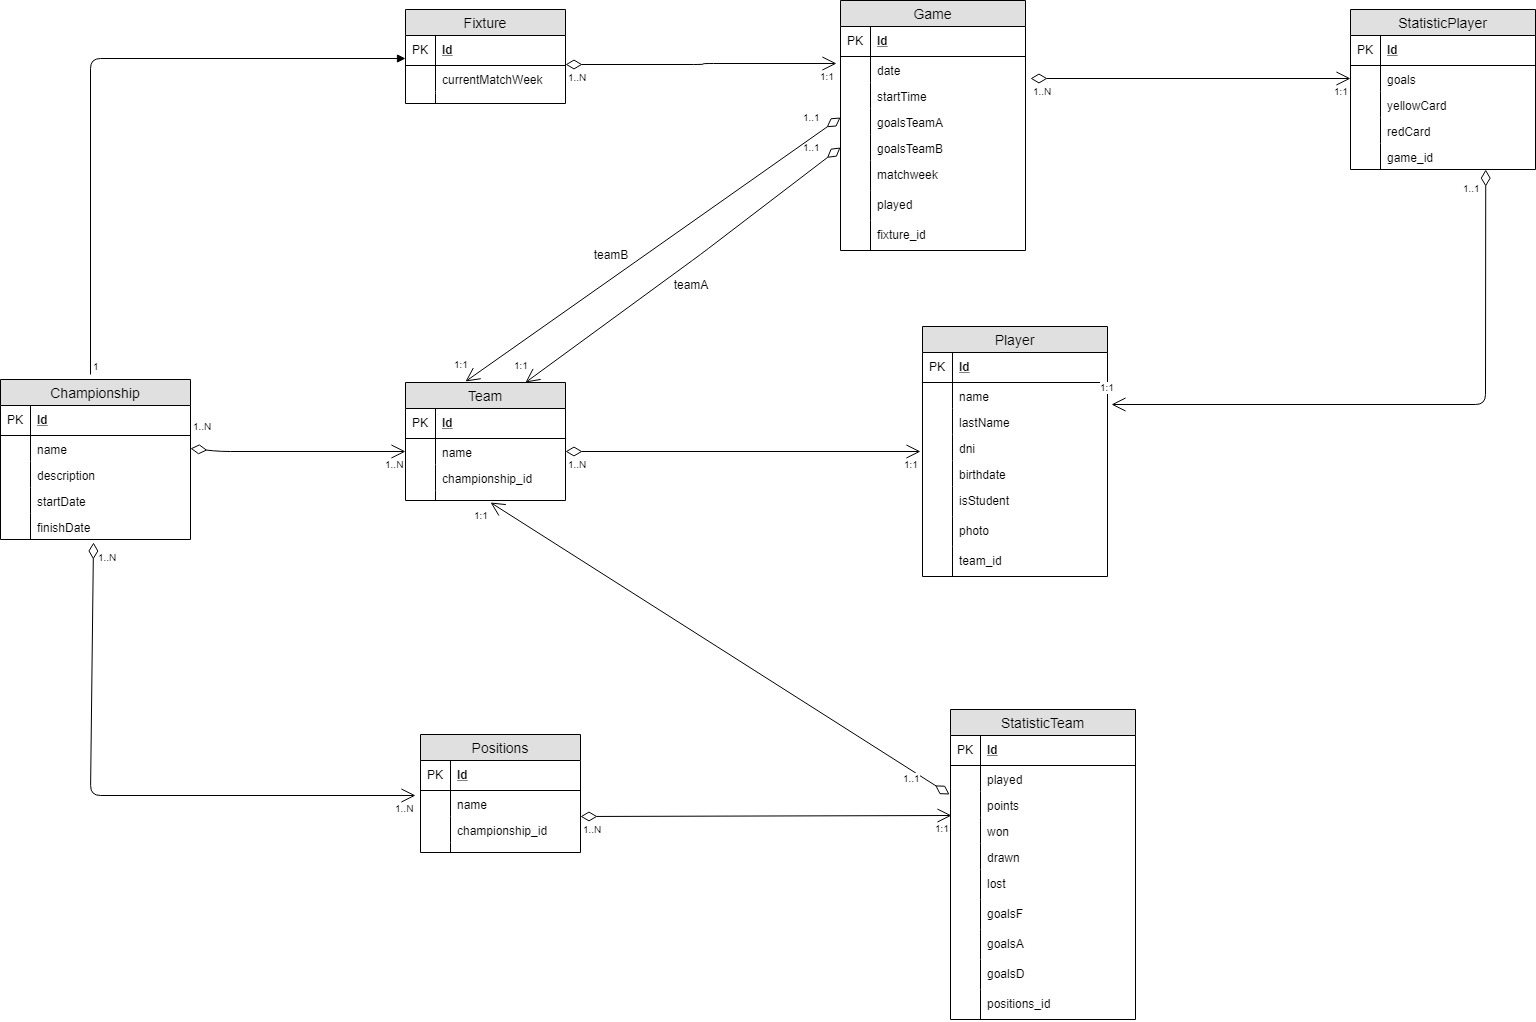 Fixture
PK Id
currentMatchWeek
1..N
1:1
Game
PK Id
date
startTime
goalsTeamA
goalsTeamB
matchweek
played
fixture_id
1..N
1:1
StatisticPlayer
PK Id
goals
yellowCard
redCard
game_id
1..1
1..1
1..1
teamB
teamA
1:1
1:1
1
Championship
PK Id
name
description
startDate
finishDate
1..N
1..N
Team
PK Id
name
championship_id
1..N
1:1
Player
PK Id
1:1
name
lastName
dni
birthdate
isStudent
photo
team_id
1:1
1..N
1..N
Positions
PK Id
name
championship_id
1..N
1..1
1:1
StatisticTeam
PK Id
played
points
won
drawn
lost
goalsF
goalsA
goalsD
positions_id